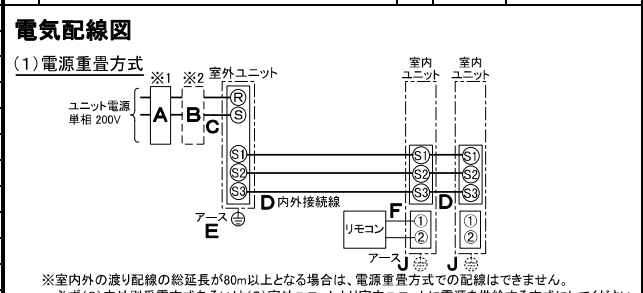 電気配線図
(1)電源重畳方式
※1 ※2 室外ユニット
室内
ユニット
室内
ユニット
ユニット電源
単相 200V
A
B
C
R
S
S1
S2
S3
S1
S2
S3
S1
S2
S3
D 内外接続線
D
アース
E
リモコン
F
①
②
①
②
アース J
J
※室内外の渡り配線の総延長が80m以上となる場合は、電源重畳方式での配線はできません。